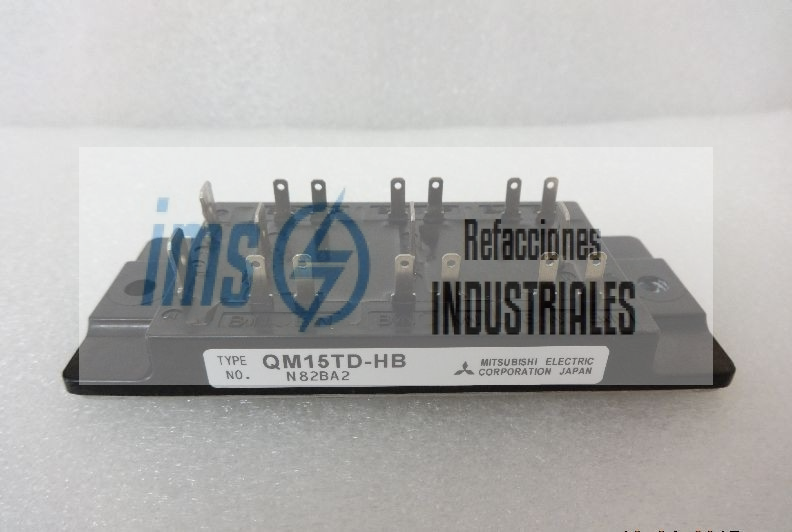 ims
Refacciones
INDUSTRIALES
TYPE QM15TD-HB
NO. N82BA2
MITSUBISHI ELECTRIC
CORPORATION JAPAN